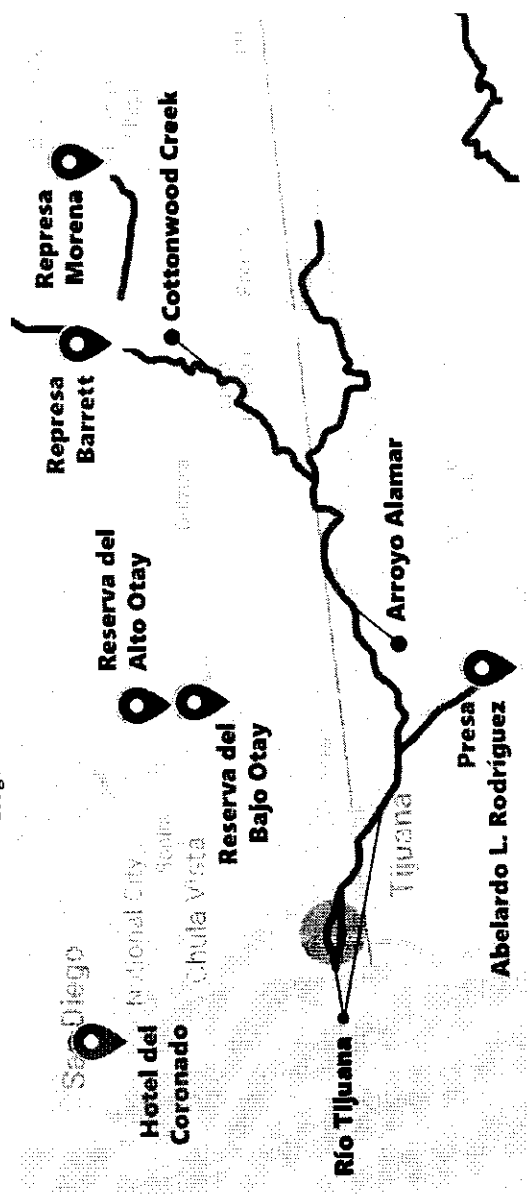 Represa
Morena
Represa
Barrett
Cottonwood Creek
Reserva del
Alto Otay
Reserva del
Bajo Otay
San Diego
National City
Chula Vista
Hotel del
Coronado
Río Tijuana
Tijuana
Arroyo Alamar
Presa
Abelardo L. Rodríguez